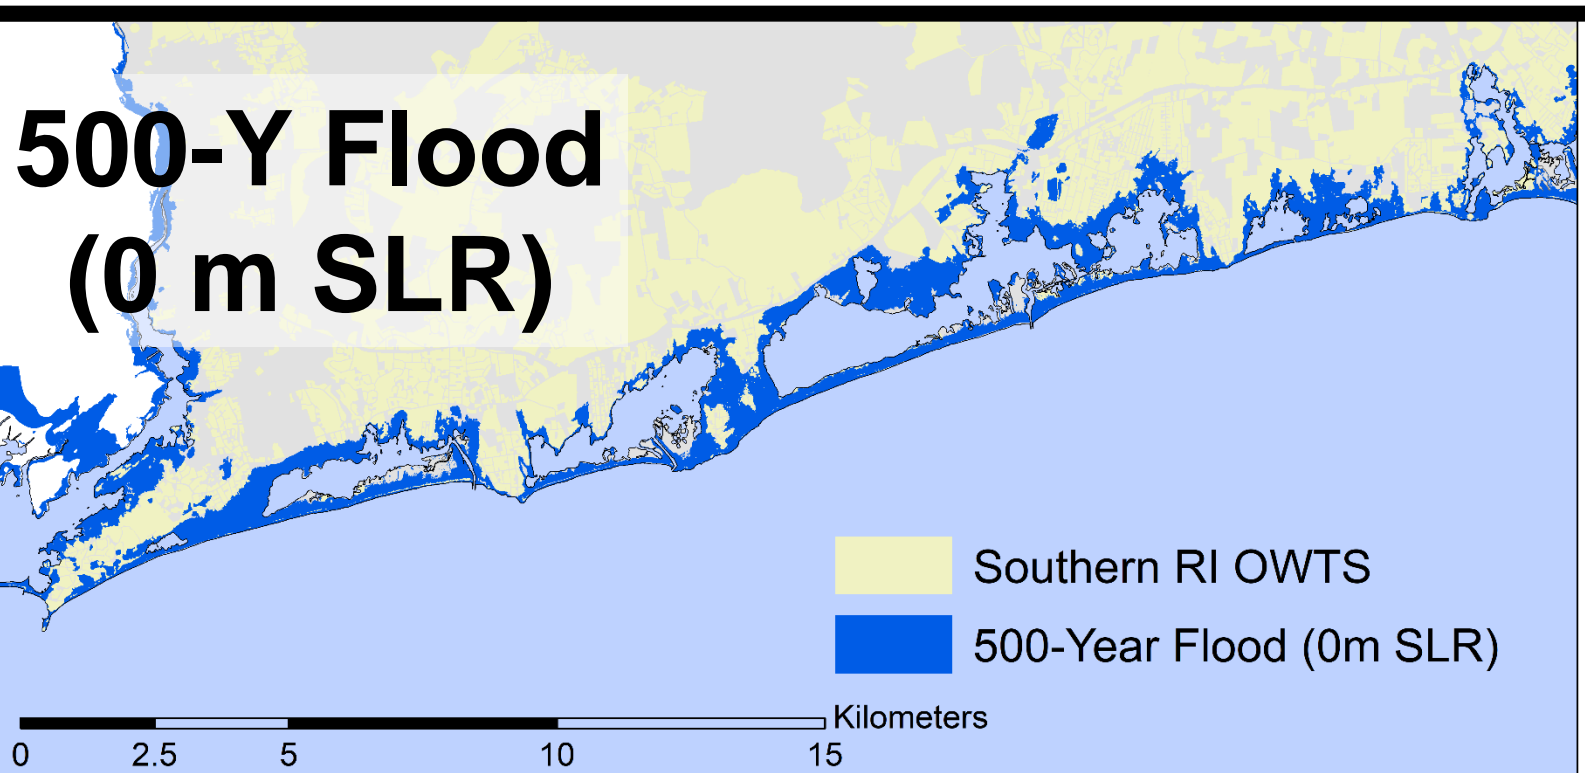 500-Y Flood
(0 m SLR)
Southern RI OWTS
500-Year Flood (0m SLR)
Kilometers
0 2.5 5 10 15